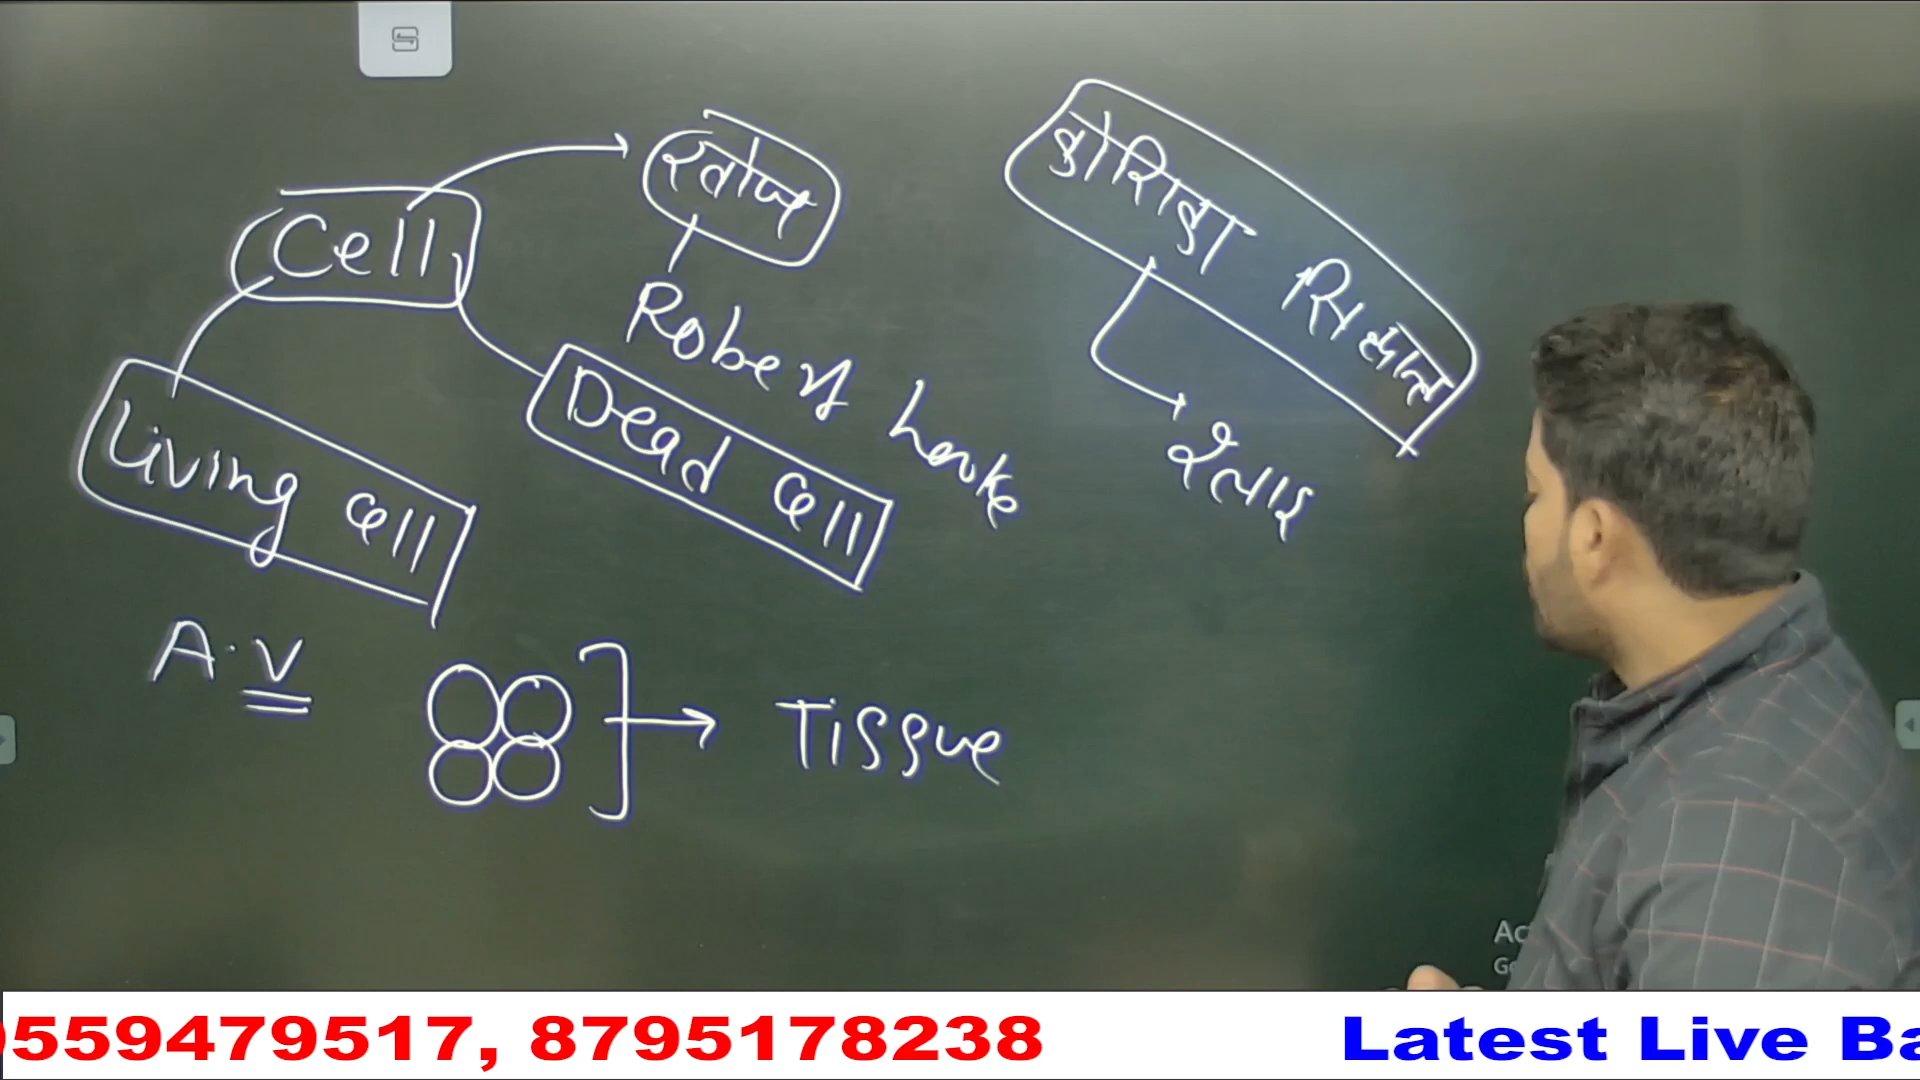 Cell
खोज
Robert hooke
Living cell
Dead cell
कोशिका सिद्धान्त
A.V
Tissue
559479517, 8795178238
Latest Live Ba